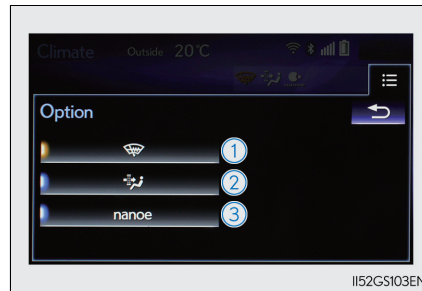 Climate Outside 20℃
Option
1
2
nanoe 3
II52GS103EN